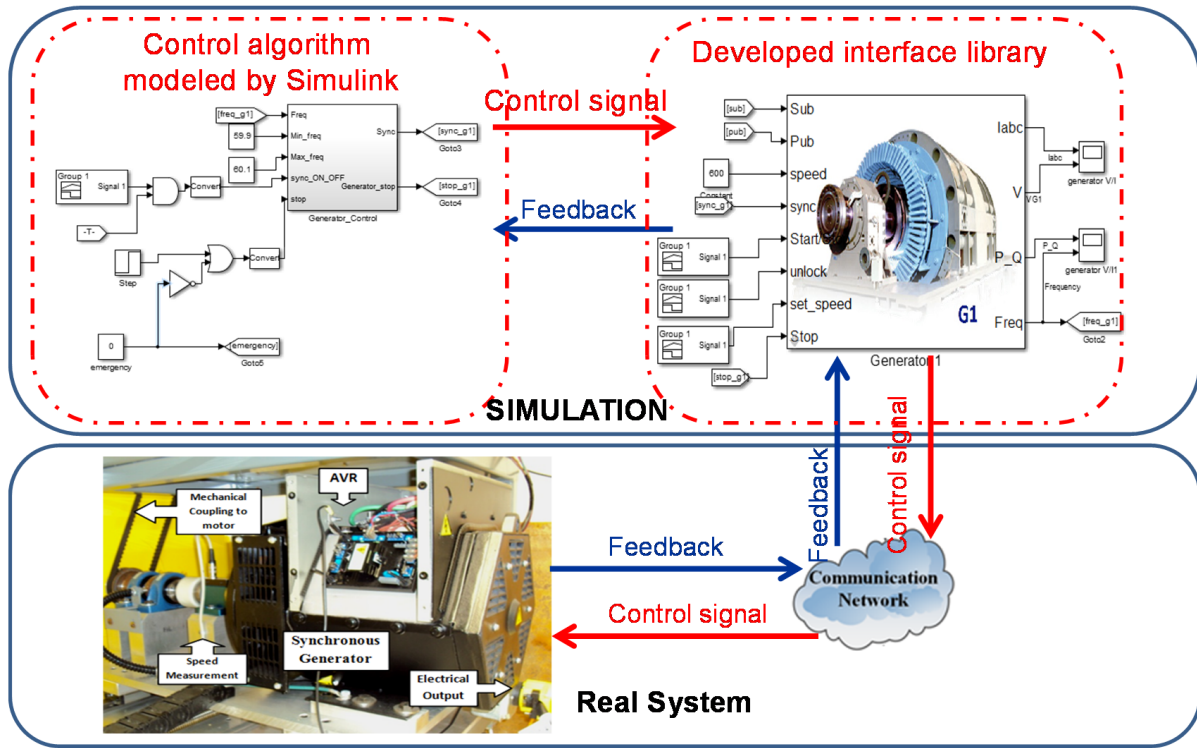 Control algorithm
modeled by Simulink
[freq_g1]
59.9
60.1
Freq
Min_freq
Max_freq
sync_ON_OFF
stop
Sync
Generator_stop
Generator_Control
[sync_g1]
Goto3
[stop_g1]
Goto4
Group 1
Signal 1
Convert
-T-
Step
Convert
0
emergency
[emergency]
Goto5
Control signal
Feedback
Developed interface library
[sub]
[pub]
600
Constant
[sync_g1]
Group 1
Signal 1
Group 1
Signal 1
Group 1
Signal 1
[stop_g1]
Sub
Pub
speed
sync
unlock
set_speed
Stop
Iabc
V
P_Q
Freq
G1
Generator 1
Iabc
VG1
generator V/I
P_Q
Frequency
generator V/I1
[freq_g1]
Goto2
SIMULATION
Feedback
Control signal
Mechanical
Coupling to
motor
AVR
Synchronous
Generator
Speed
Measurement
Electrical
Output
Feedback
Control signal
Communication
Network
Real System